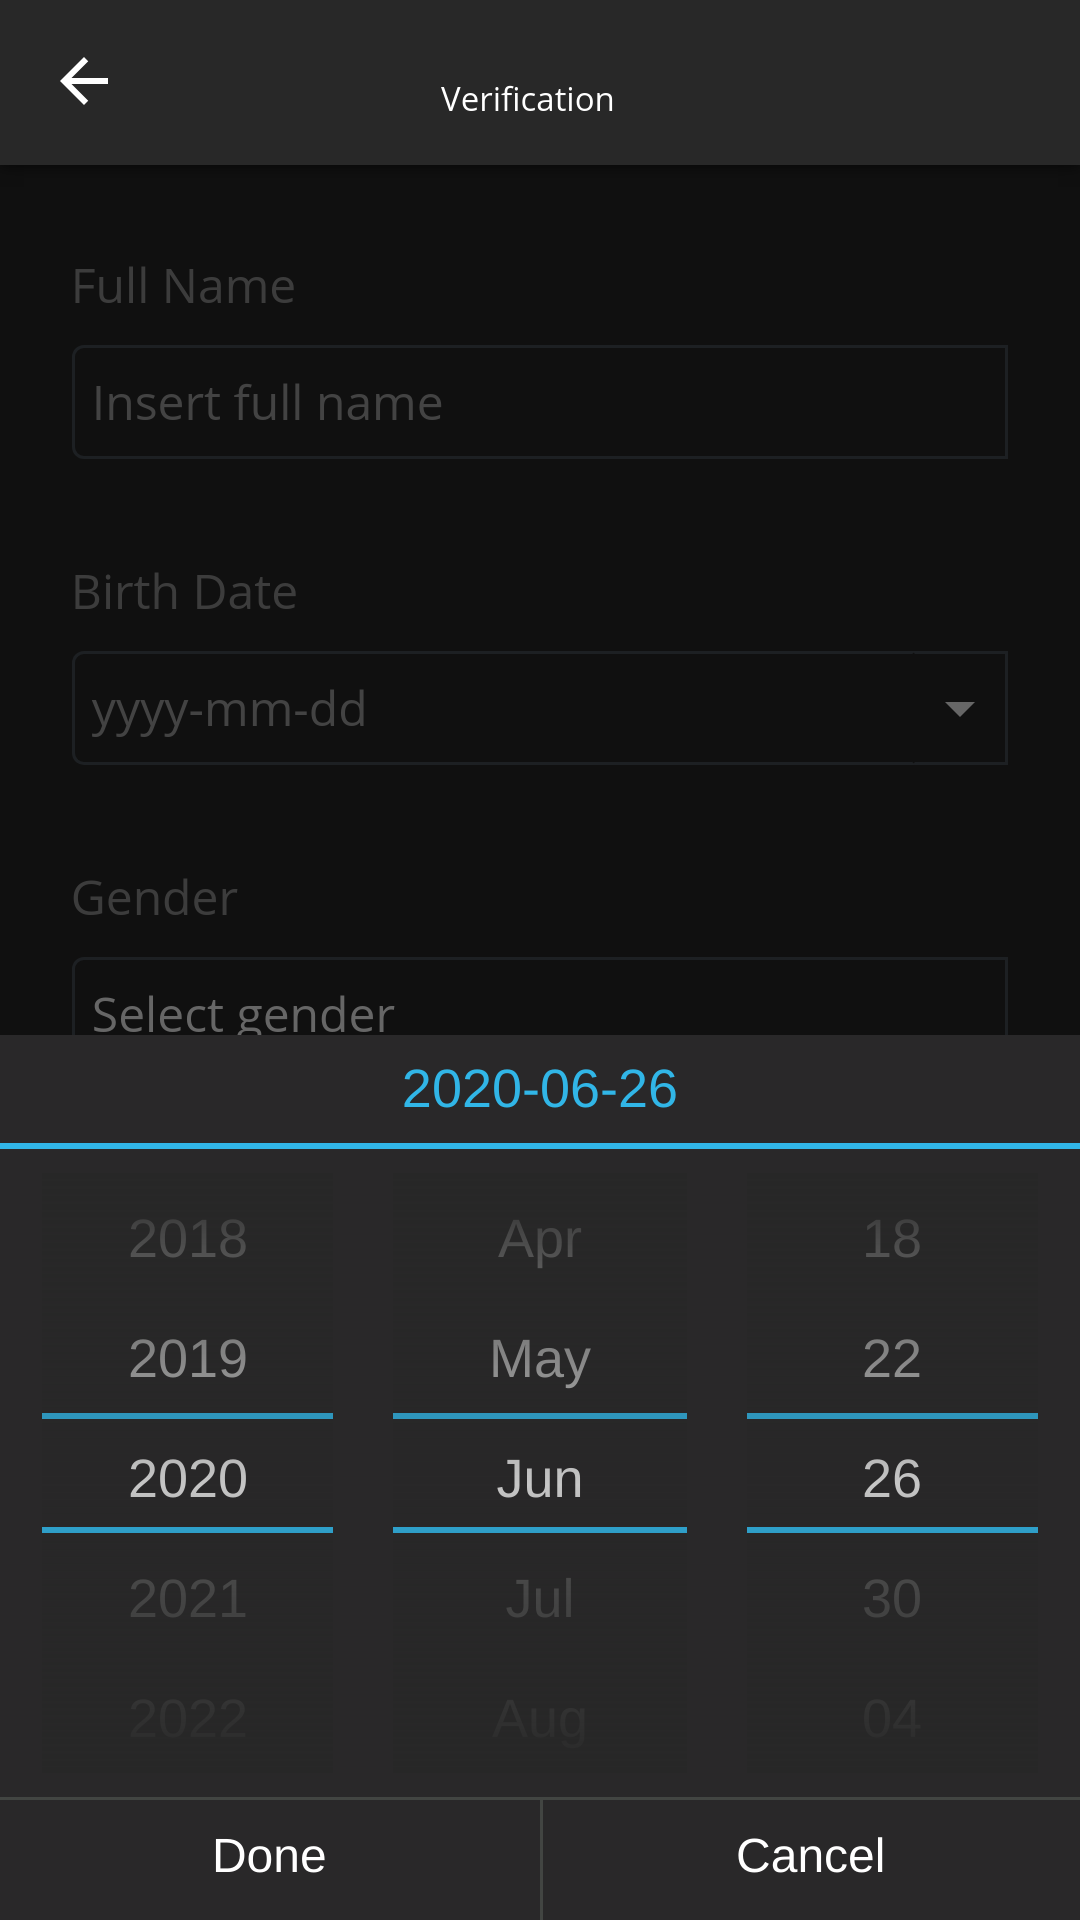 Verification
Full Name
Insert full name
Birth Date
yyyy-mm-dd
Gender
Select gender
2020-06-26
2018 Apr 18
2019 May 22
2020 Jun 26
2021 Jul 30
2022 Aug 04
Done Cancel